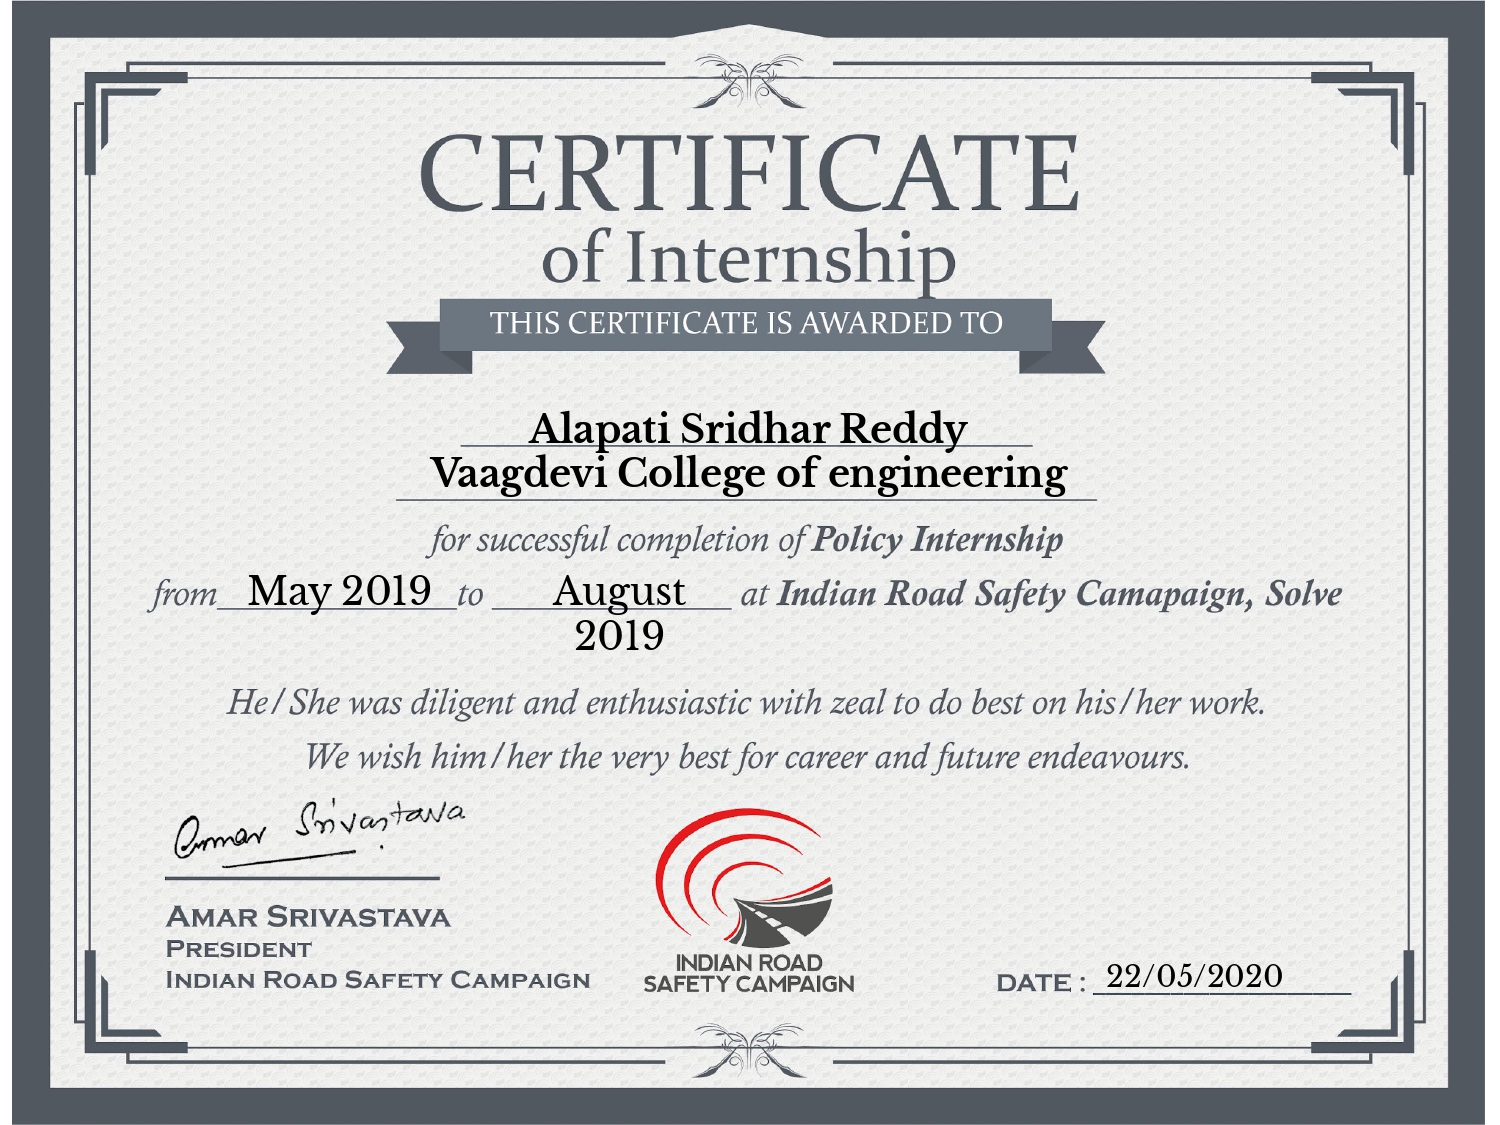 CERTIFICATE
of Internship
THIS CERTIFICATE IS AWARDED TO
Alapati Sridhar Reddy
Vaagdevi College of engineering
for successful completion of Policy Internship
from May 2019 to August 2019 at Indian Road Safety Camapaign, Solve
He/She was diligent and enthusiastic with zeal to do best on his/her work.
We wish him/her the very best for career and future endeavours.
Amar Srivastava
AMAR SRIVASTAVA
PRESIDENT
INDIAN ROAD SAFETY CAMPAIGN
INDIAN ROAD
SAFETY CAMPAIGN
DATE : 22/05/2020